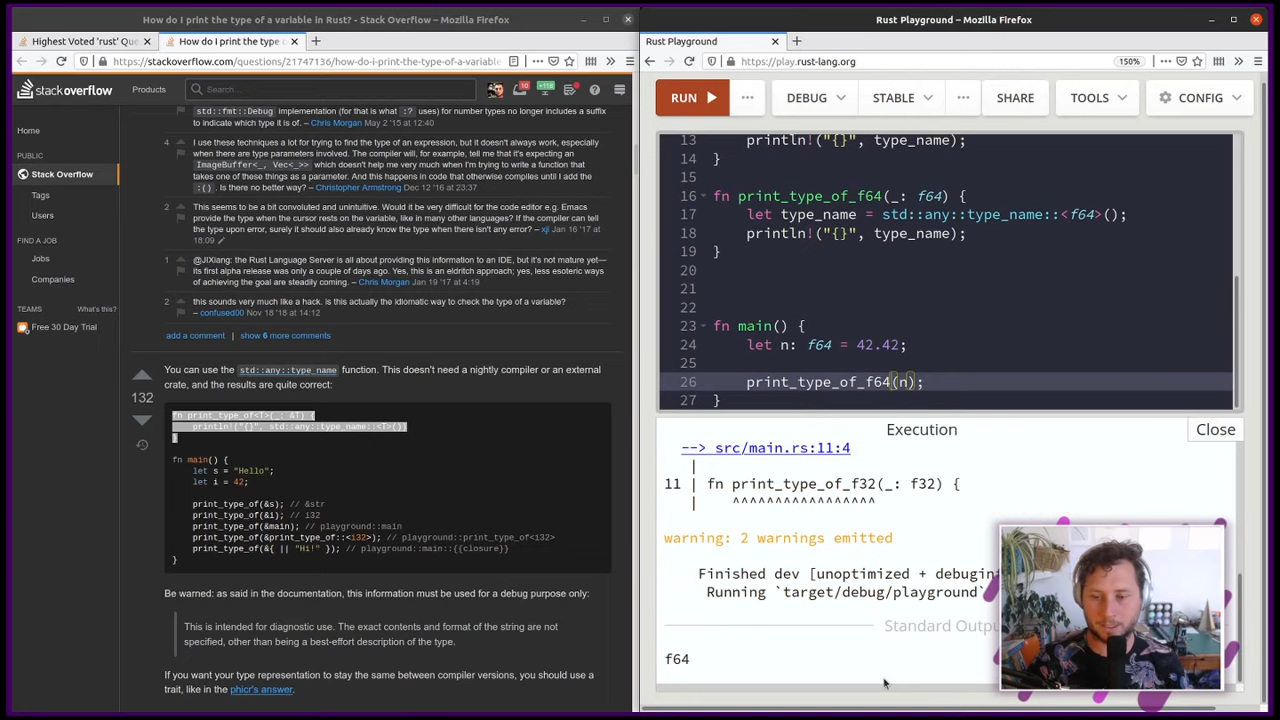 How do I print the type of a variable in Rust? - Stack Overflow - Mozilla Firefox
Highest Voted 'rust' Que
How do I print the type o
https://stackoverflow.com/questions/21747136/how-do-i-print-the-type-of-a-variable
stackoverflow
Products
Search...
10
+118
std::fmt::Debug implementation (for that is what :? uses) for number types no longer includes a suffix
to indicate which type it is of. – Chris Morgan May 2 '15 at 12:40
Home
PUBLIC
Stack Overflow
Tags
Users
FIND A JOB
Jobs
Companies
TEAMS
What's this?
Free 30 Day Trial
4
I use these techniques a lot for trying to find the type of an expression, but it doesn't always work, especially
when there are type parameters involved. The compiler will, for example, tell me that it's expecting an
ImageBuffer<_, Vec<_>> which doesn't help me very much when I'm trying to write a function that
takes one of these things as a parameter. And this happens in code that otherwise compiles until I add the
:(). Is there no better way? – Christopher Armstrong Dec 12 '16 at 23:37
2
This seems to be a bit convoluted and unintuitive. Would it be very difficult for the code editor e.g. Emacs
provide the type when the cursor rests on the variable, like in many other languages? If the compiler can
tell the type upon error, surely it should also already know the type when there isn't any error? – xji Jan 16 '17 at
18:09
1
@JIXiang: the Rust Language Server is all about providing this information to an IDE, but it's not mature yet—
its first alpha release was only a couple of days ago. Yes, this is an eldritch approach; yes, less esoteric ways
of achieving the goal are steadily coming. – Chris Morgan Jan 19 '17 at 4:19
2
this sounds very much like a hack. is this actually the idiomatic way to check the type of a variable?
– confused00 Nov 18 '18 at 14:12
add a comment | show 6 more comments
132
You can use the std::any::type_name function. This doesn't need a nightly compiler or an external
crate, and the results are quite correct:
fn print_type_of<T>(_: &T) {
println!("{}", std::any::type_name::<T>())
}
fn main() {
let s = "Hello";
let i = 42;
print_type_of(&s); // &str
print_type_of(&i); // i32
print_type_of(&main); // playground::main
print_type_of(&print_type_of::<i32>); // playground::print_type_of<i32>
print_type_of(&{ || "Hi!" }); // playground::main::{{closure}}
}
Be warned: as said in the documentation, this information must be used for a debug purpose only:
This is intended for diagnostic use. The exact contents and format of the string are not
specified, other than being a best-effort description of the type.
If you want your type representation to stay the same between compiler versions, you should use a
trait, like in the phicr's answer.
Rust Playground – Mozilla Firefox
Rust Playground
https://play.rust-lang.org
150%
RUN
DEBUG
STABLE
SHARE
TOOLS
CONFIG
13 println!("{}", type_name);
14 }
15
16 fn print_type_of_f64(_: f64) {
17 let type_name = std::any::type_name::<f64>();
18 println!("{}", type_name);
19 }
20
21
22
23 fn main() {
24 let n: f64 = 42.42;
25
26 print_type_of_f64(n);
27 }
Execution
Close
--> src/main.rs:11:4
|
11 | fn print_type_of_f32(_: f32) {
| ^^^^^^^^^^^^^^^^^
warning: 2 warnings emitted
Finished dev [unoptimized + debugin
Running `target/debug/playground`
Standard Outp
f64